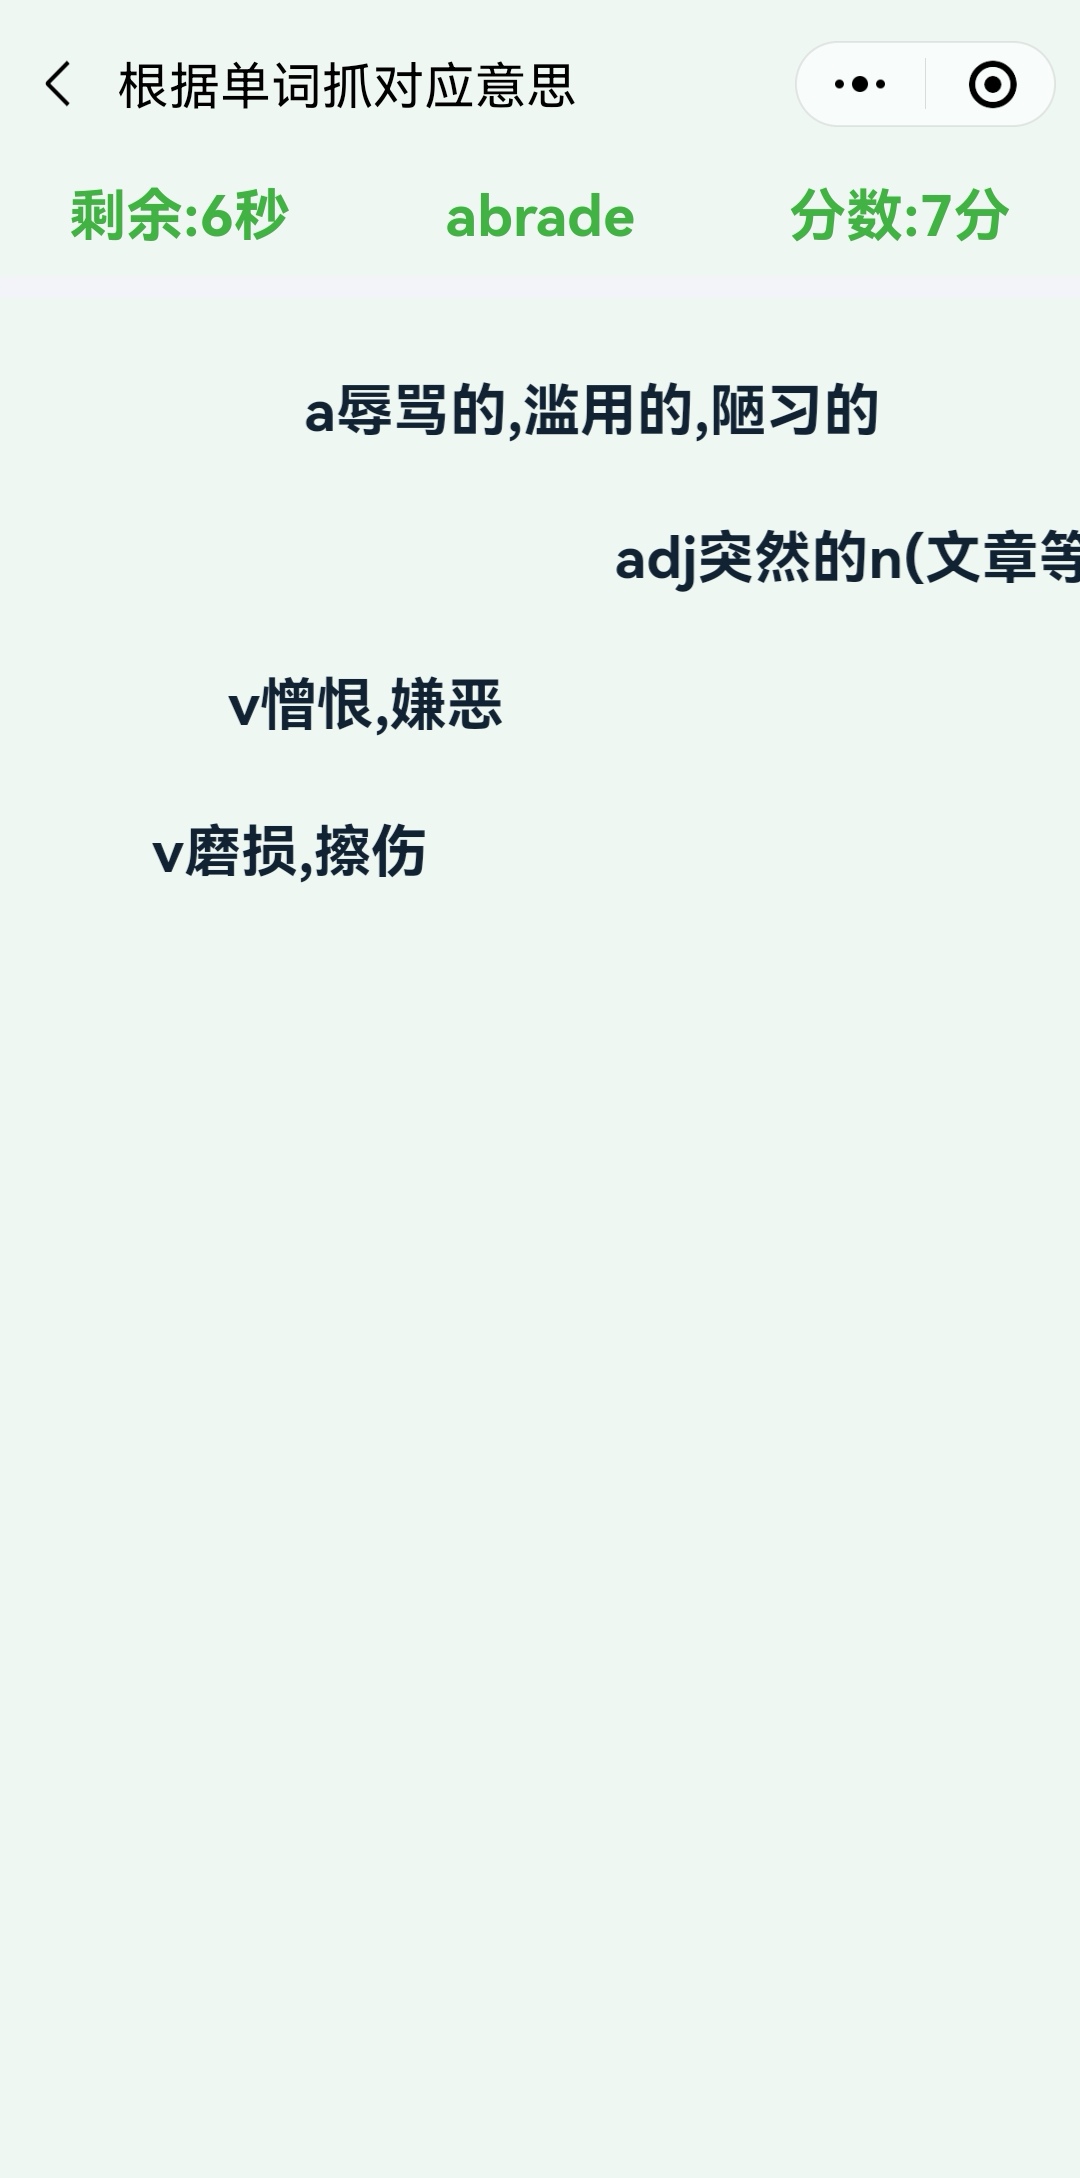 根据单词抓对应意思
剩余:6秒 abrade 分数:7分
a辱骂的,滥用的,陋习的
adj突然的n(文章等
v憎恨,嫌恶
v磨损,擦伤